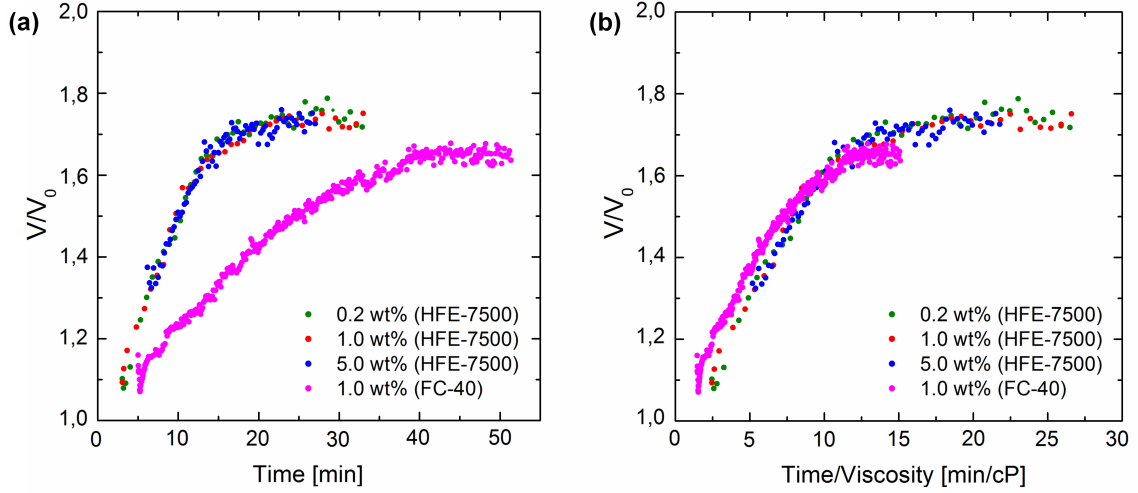 (a)
2,0
1,8
1,6
1,4
1,2
1,0
V/V0
0 10 20 30 40 50
Time [min]
0.2 wt% (HFE-7500)
1.0 wt% (HFE-7500)
5.0 wt% (HFE-7500)
1.0 wt% (FC-40)
(b)
2,0
1,8
1,6
1,4
1,2
1,0
V/V0
0 5 10 15 20 25 30
Time/Viscosity [min/cP]
0.2 wt% (HFE-7500)
1.0 wt% (HFE-7500)
5.0 wt% (HFE-7500)
1.0 wt% (FC-40)